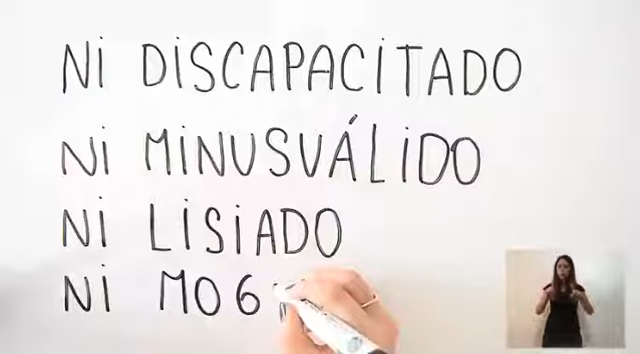 Ni DiSCAPACiTADO
Ni MiNUSVÁLiDO
Ni LiSiADO
Ni MOG